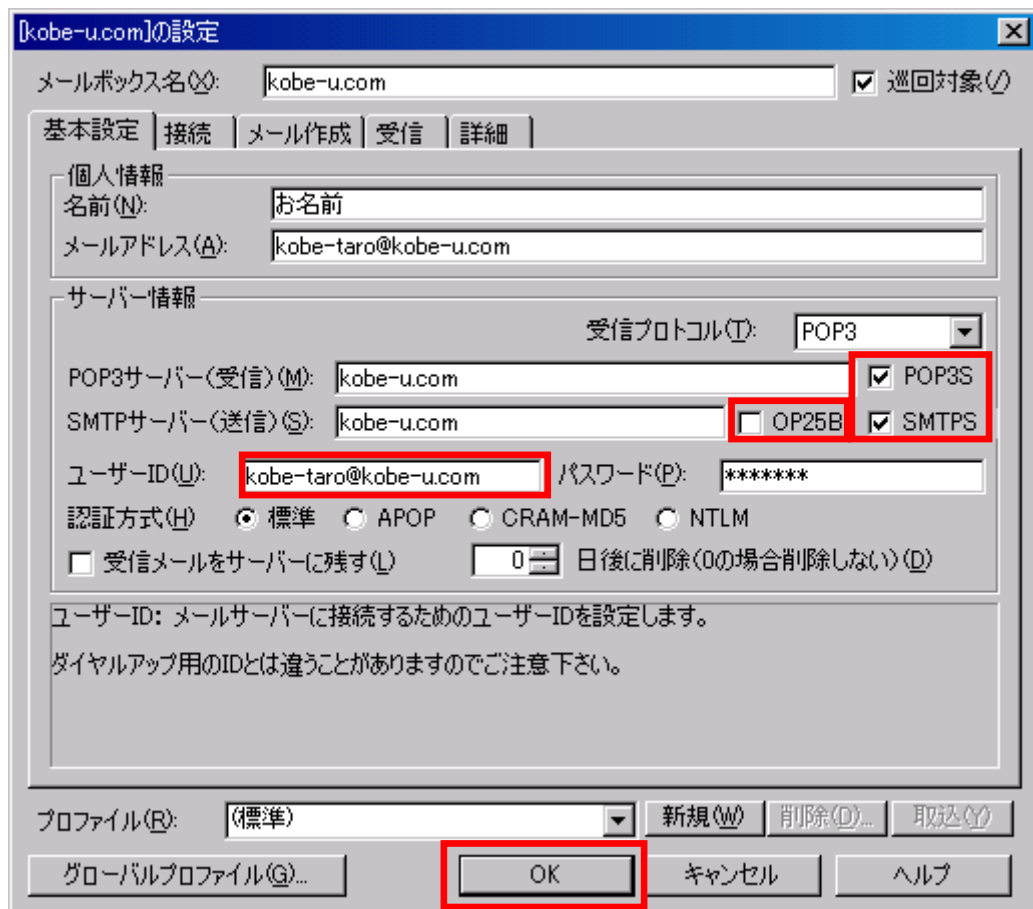 [kobe-u.com]の設定
メールボックス名(X): kobe-u.com 巡回対象(/)
基本設定 接続 メール作成 受信 詳細
個人情報
名前(N): お名前
メールアドレス(A): kobe-taro@kobe-u.com
サーバー情報
受信プロトコル(T): POP3
POP3サーバー(受信)(M): kobe-u.com POP3S
SMTPサーバー(送信)(S): kobe-u.com OP25B SMTPS
ユーザーID(U): kobe-taro@kobe-u.com パスワード(P): *******
認証方式(H) 標準 APOP CRAM-MD5 NTLM
受信メールをサーバーに残す(L) 0 日後に削除(0の場合削除しない)(D)
ユーザーID: メールサーバーに接続するためのユーザーIDを設定します。
ダイヤルアップ用のIDとは違うことがありますのでご注意下さい。
プロファイル(R): (標準) 新規(W) 削除(D)... 取込(Y)
グローバルプロファイル(G)... OK キャンセル ヘルプ